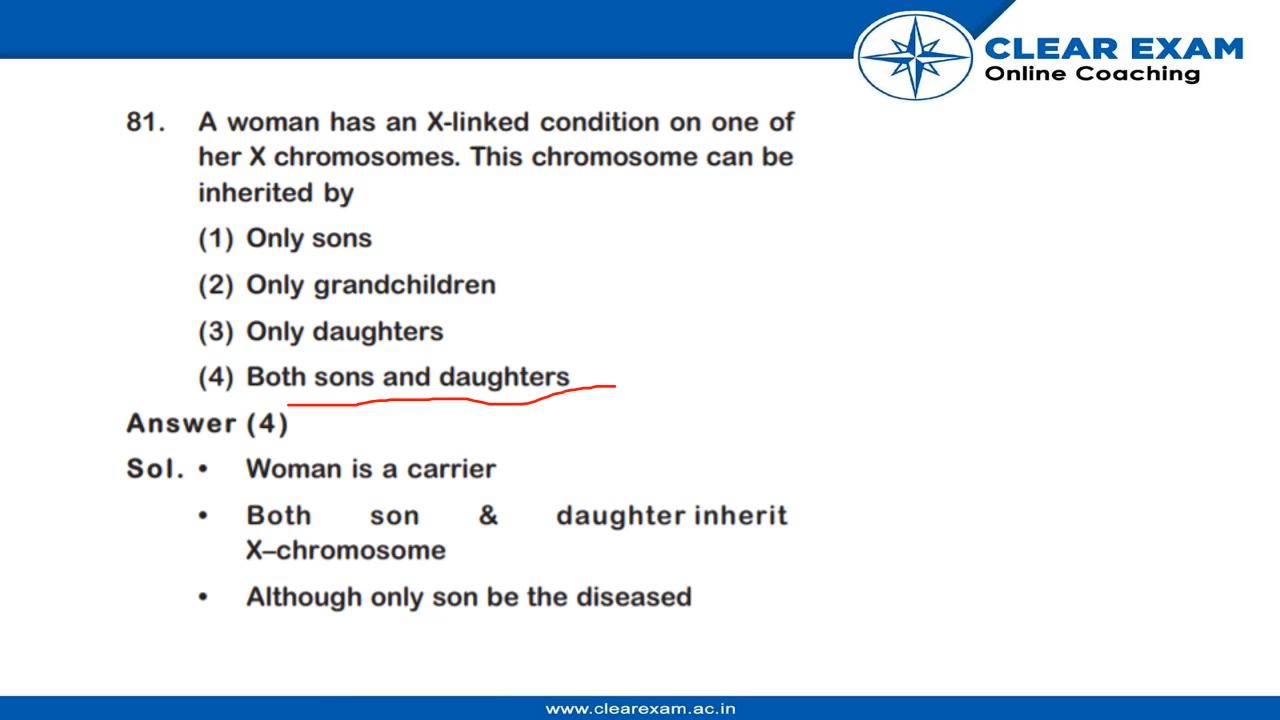 CLEAR EXAM
Online Coaching
81. A woman has an X-linked condition on one of
her X chromosomes. This chromosome can be
inherited by
(1) Only sons
(2) Only grandchildren
(3) Only daughters
(4) Both sons and daughters
Answer (4)
Sol. • Woman is a carrier
• Both son & daughter inherit
X–chromosome
• Although only son be the diseased
www.clearexam.ac.in